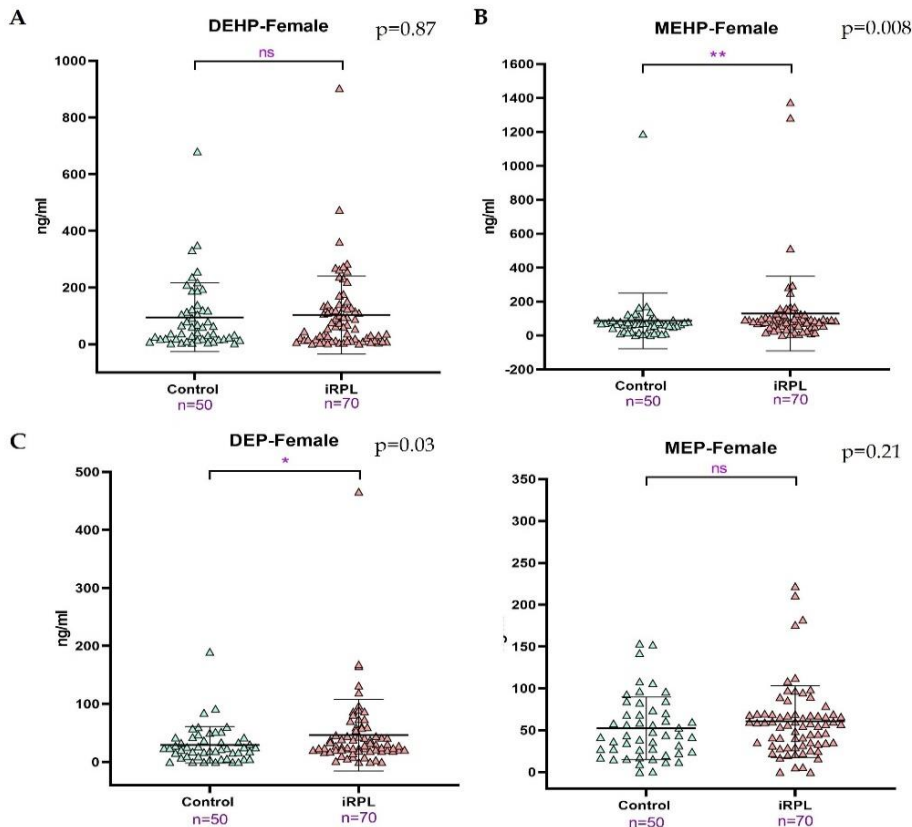 A
DEHP-Female
p=0.87
ns
1000
800
600
400
200
0
ng/ml
Control
iRPL
n=50
n=70
B
MEHP-Female
p=0.008
**
1600
1400
1200
1000
800
600
400
200
0
-200
ng/ml
Control
iRPL
n=50
n=70
C
DEP-Female
p=0.03
*
500
400
300
200
100
0
ng/ml
Control
iRPL
n=50
n=70
MEP-Female
p=0.21
ns
350
300
250
200
150
100
50
0
Control
iRPL
n=50
n=70